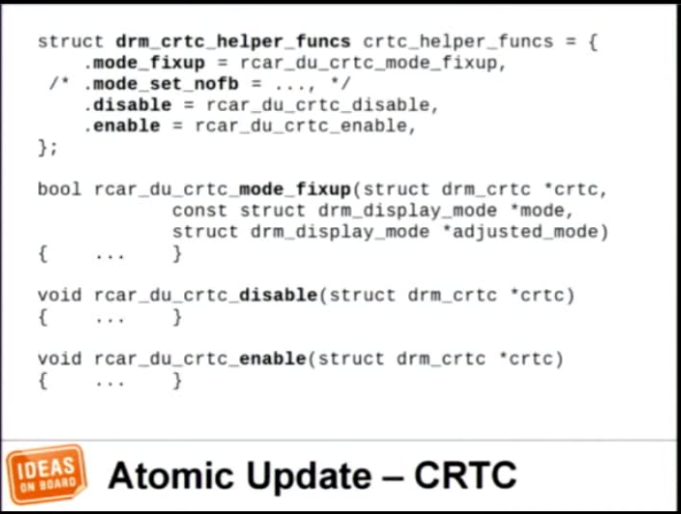 struct drm_crtc_helper_funcs crtc_helper_funcs = {
    .mode_fixup = rcar_du_crtc_mode_fixup,
 /* .mode_set_nofb = ..., */
    .disable = rcar_du_crtc_disable,
    .enable = rcar_du_crtc_enable,
};
bool rcar_du_crtc_mode_fixup(struct drm_crtc *crtc,
            const struct drm_display_mode *mode,
            struct drm_display_mode *adjusted_mode)
{    ...    }
void rcar_du_crtc_disable(struct drm_crtc *crtc)
{    ...    }
void rcar_du_crtc_enable(struct drm_crtc *crtc)
{    ...    }
IDEAS
ON BOARD
Atomic Update – CRTC